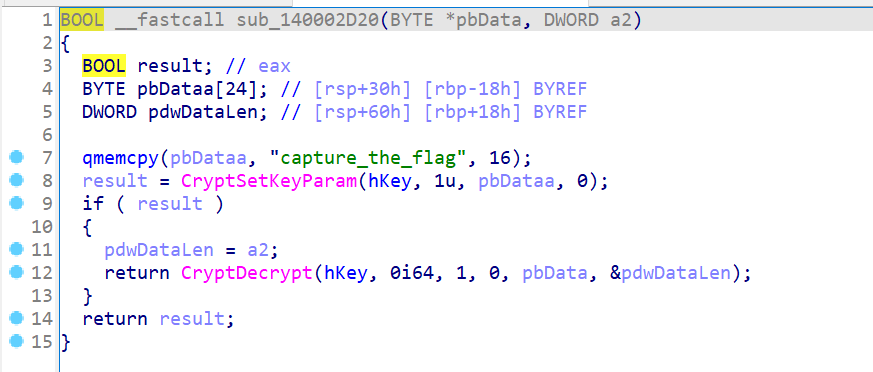 1 BOOL __fastcall sub_140002D20(BYTE *pbData, DWORD a2)
2 {
3   BOOL result; // eax
4   BYTE pbDataa[24]; // [rsp+30h] [rbp-18h] BYREF
5   DWORD pdwDataLen; // [rsp+60h] [rbp+18h] BYREF
6
7   qmemcpy(pbDataa, "capture_the_flag", 16);
8   result = CryptSetKeyParam(hKey, 1u, pbDataa, 0);
9   if ( result )
10   {
11     pdwDataLen = a2;
12     return CryptDecrypt(hKey, 0i64, 1, 0, pbData, &pdwDataLen);
13   }
14   return result;
15 }